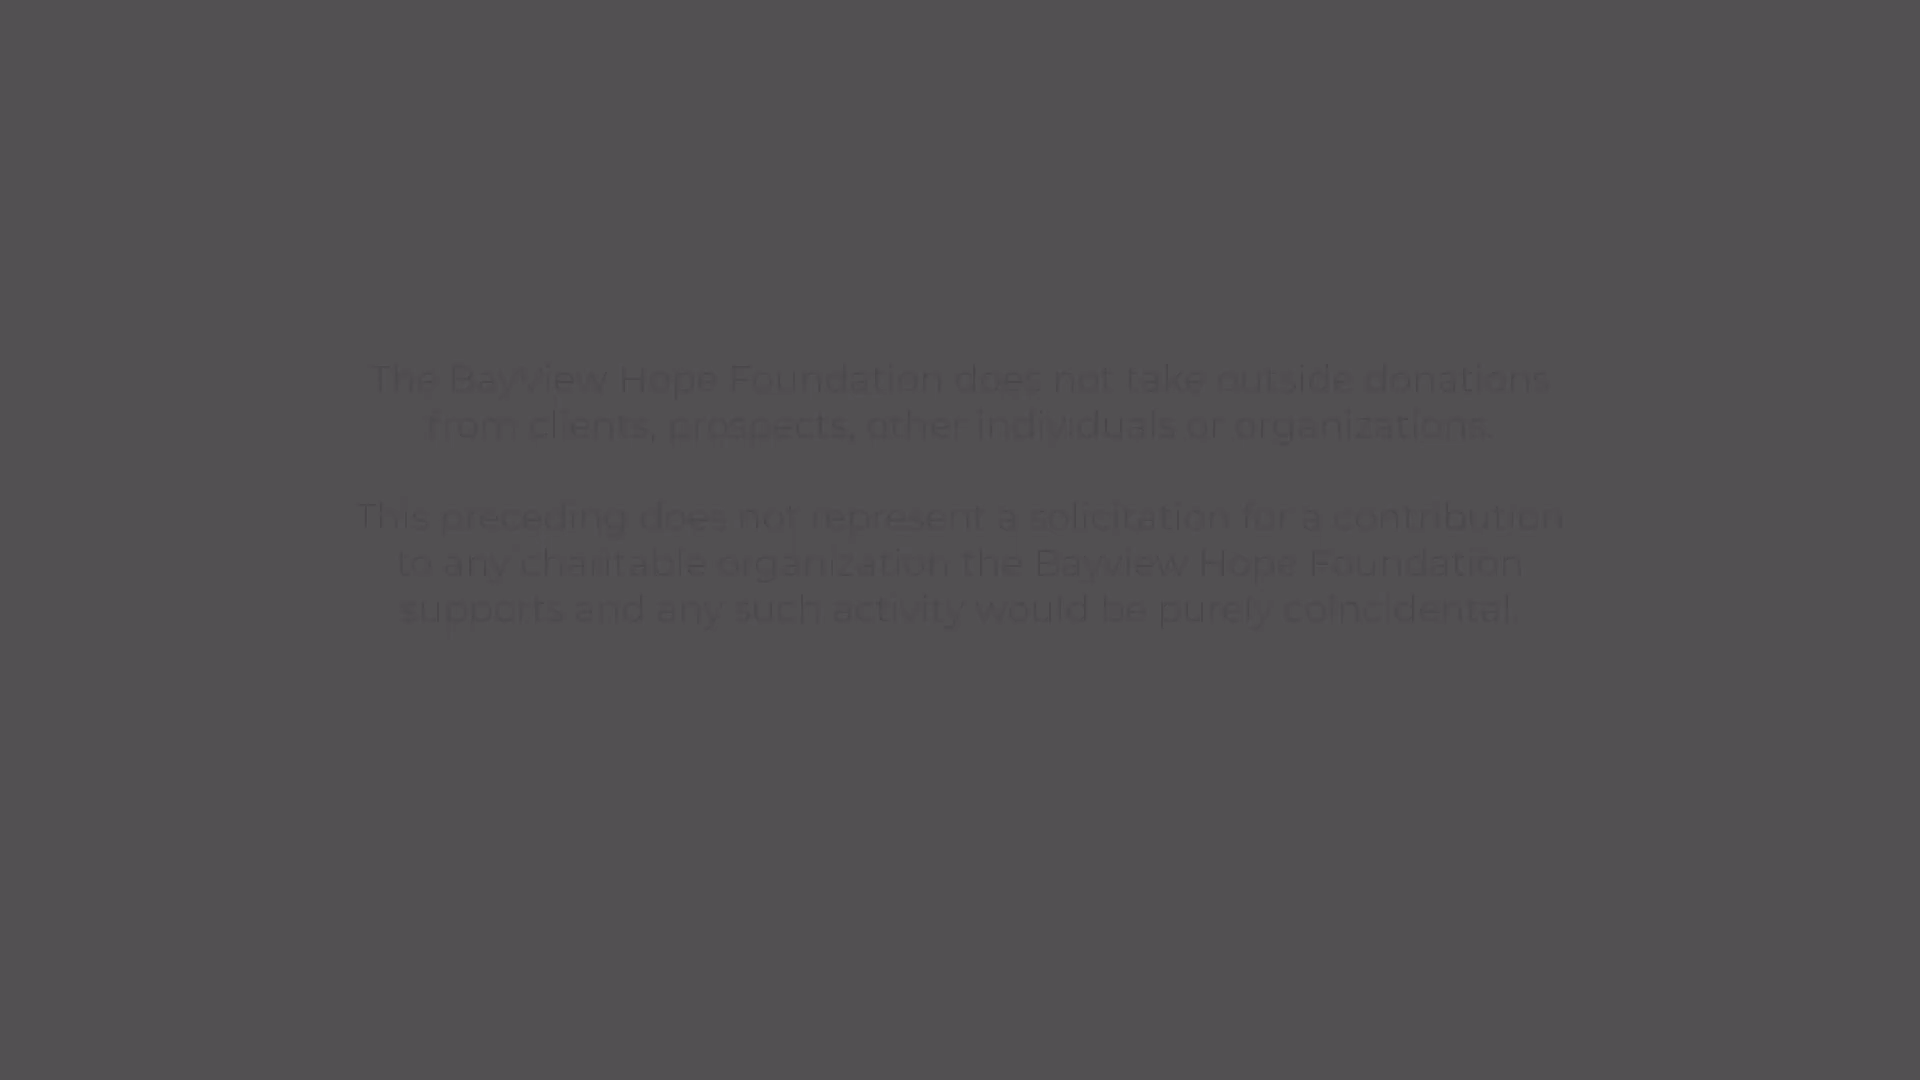 The BayView Hope Foundation does not take outside donations
from clients, prospects, other individuals or organizations.
This preceding does not represent a solicitation for a contribution
to any charitable organization the Bayview Hope Foundation
supports and any such activity would be purely coincidental.